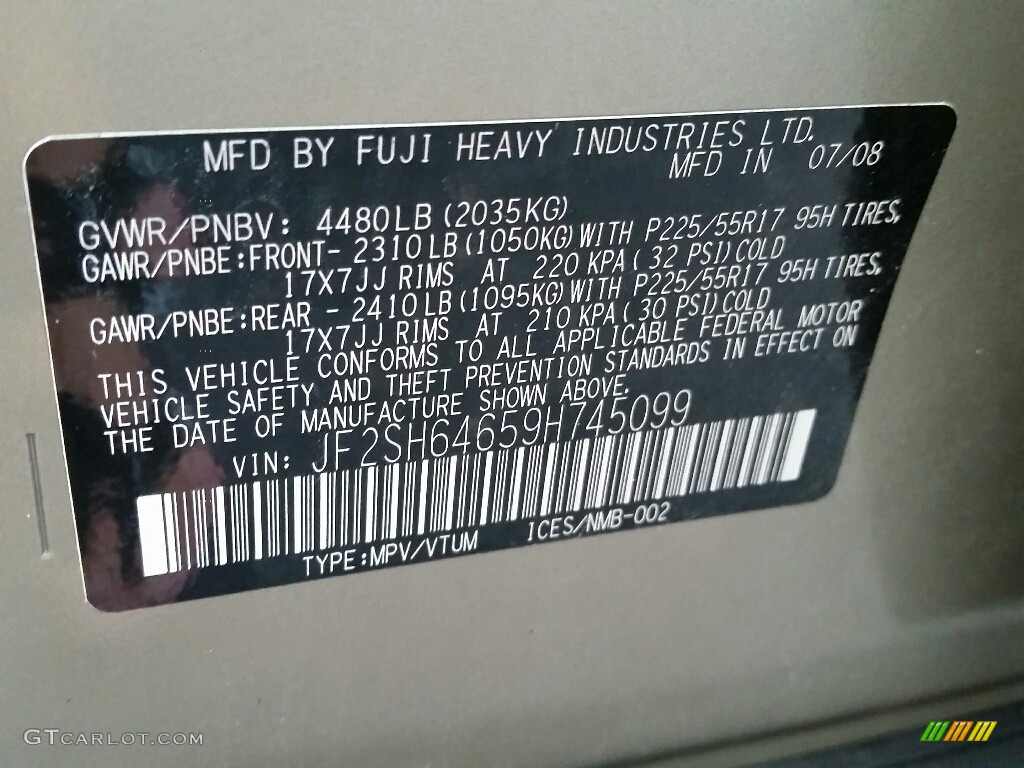 MFD BY FUJI HEAVY INDUSTRIES LTD.
MFD IN 07/08
GVWR/PNBV: 4480LB (2035KG)
GAWR/PNBE:FRONT- 2310LB (1050KG) WITH P225/55R17 95H TIRES,
17X7JJ RIMS AT 220 KPA ( 32 PSI) COLD
GAWR/PNBE:REAR - 2410LB (1095KG) WITH P225/55R17 95H TIRES,
17X7JJ RIMS AT 210 KPA ( 30 PSI) COLD
THIS VEHICLE CONFORMS TO ALL APPLICABLE FEDERAL MOTOR
VEHICLE SAFETY AND THEFT PREVENTION STANDARDS IN EFFECT ON
THE DATE OF MANUFACTURE SHOWN ABOVE.
VIN: JF2SH64659H745099
TYPE:MPV/VTUM ICES/NMB-002
GTCARLOT.COM